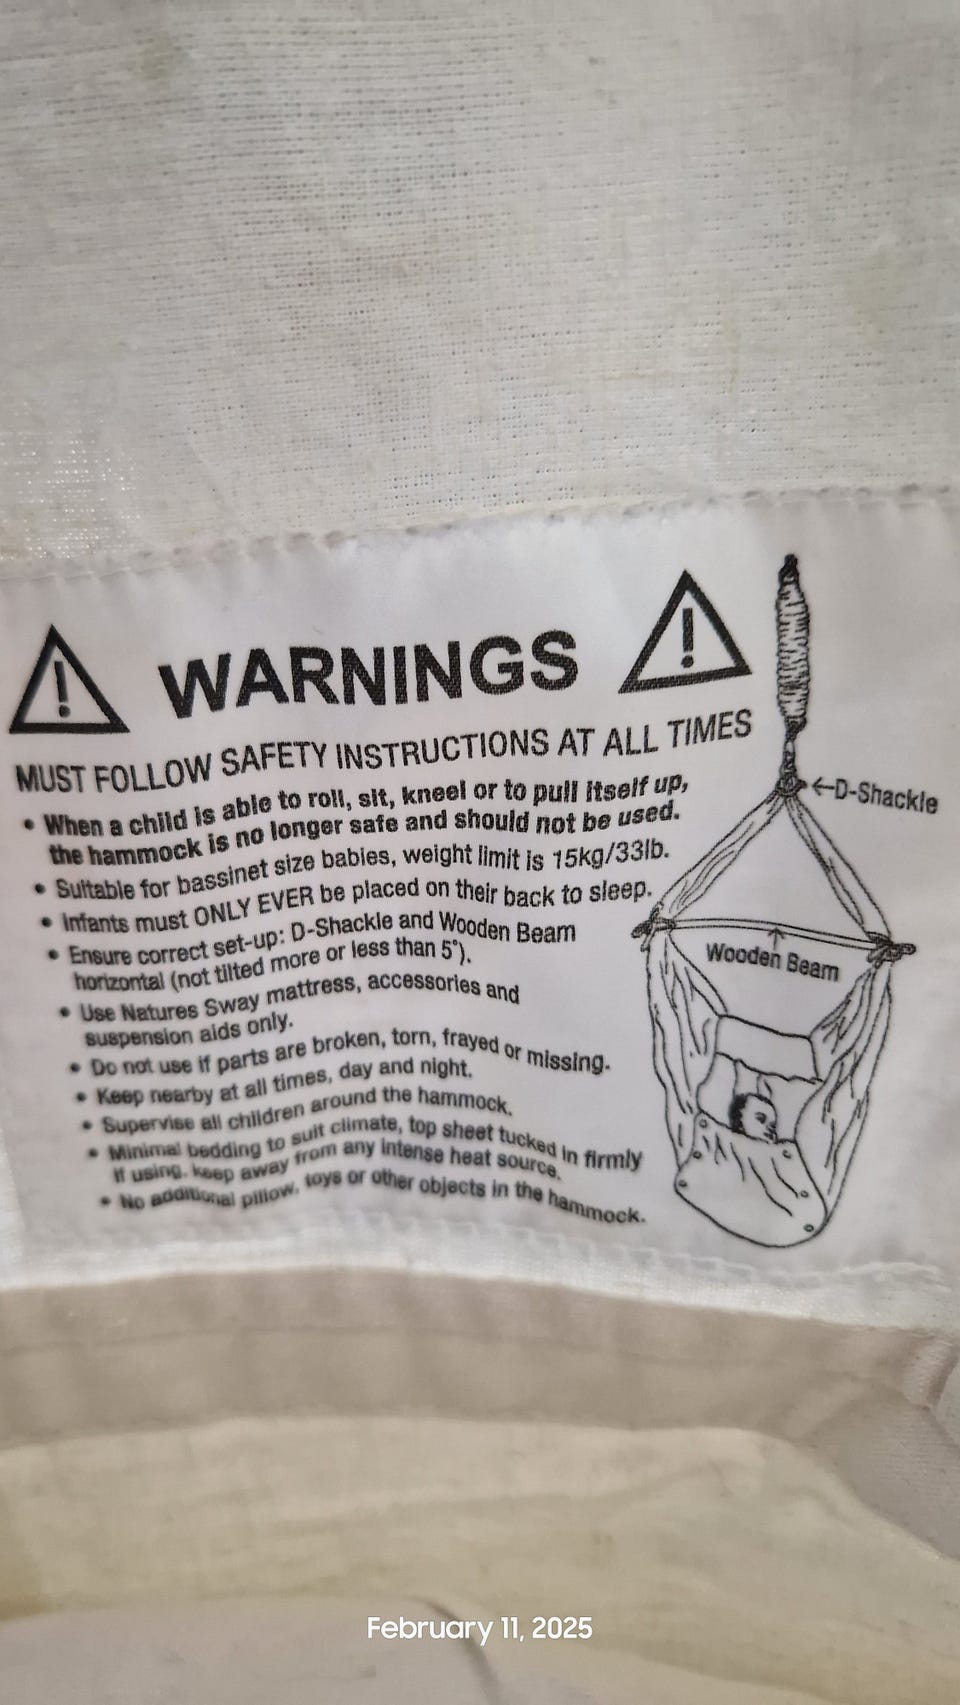 WARNINGS
MUST FOLLOW SAFETY INSTRUCTIONS AT ALL TIMES
• When a child is able to roll, sit, kneel or to pull itself up,
the hammock is no longer safe and should not be used.
• Suitable for bassinet size babies, weight limit is 15kg/33lb.
• Infants must ONLY EVER be placed on their back to sleep.
• Ensure correct set-up: D-Shackle and Wooden Beam
horizontal (not tilted more or less than 5°).
• Use Natures Sway mattress, accessories and
suspension aids only.
• Do not use if parts are broken, torn, frayed or missing.
• Keep nearby at all times, day and night.
• Supervise all children around the hammock.
• Minimal bedding to suit climate, top sheet tucked in firmly
if using, keep away from any intense heat source.
• No additional pillow, toys or other objects in the hammock.
←D-Shackle
Wooden Beam
February 11, 2025